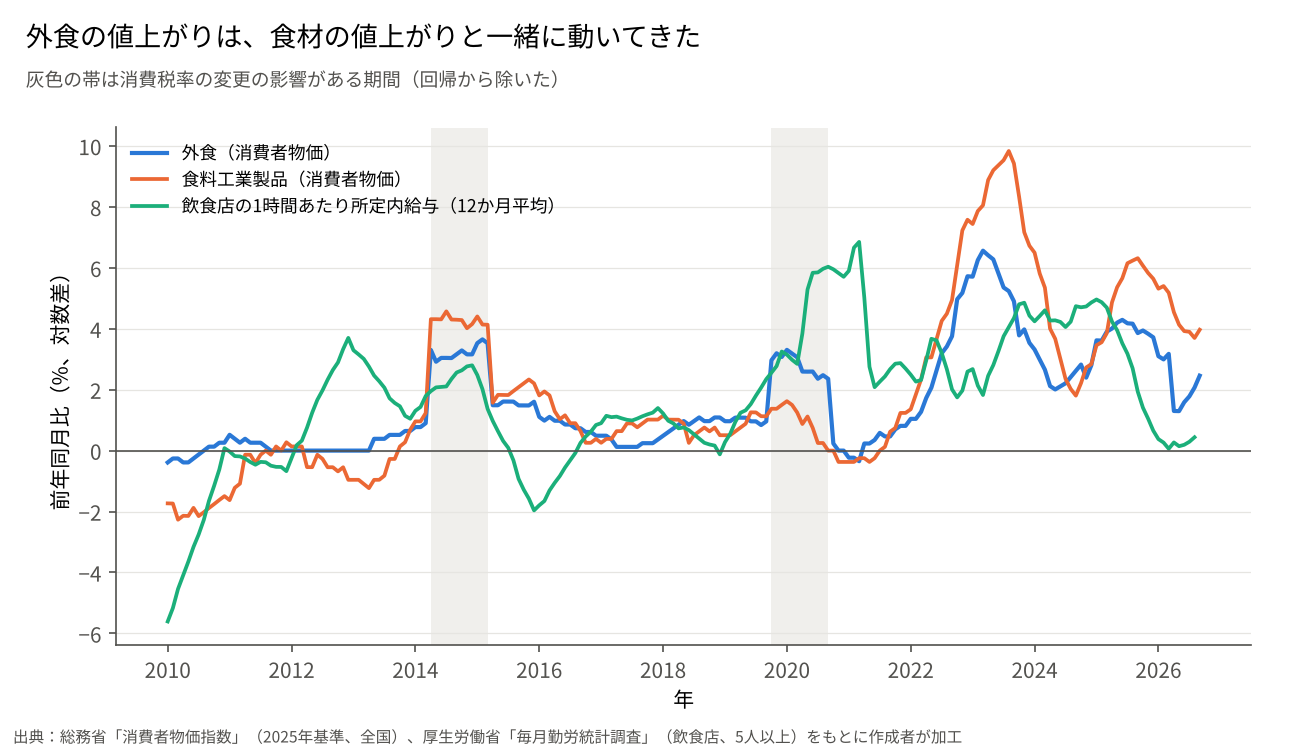 外食の値上がりは、食材の値上がりと一緒に動いてきた
灰色の帯は消費税率の変更の影響がある期間（回帰から除いた）
外食（消費者物価）
食料工業製品（消費者物価）
飲食店の1時間あたり所定内給与（12か月平均）
前年同月比（%、対数差）
10
8
6
4
2
0
−2
−4
−6
2010 2012 2014 2016 2018 2020 2022 2024 2026
年
出典：総務省「消費者物価指数」（2025年基準、全国）、厚生労働省「毎月勤労統計調査」（飲食店、5人以上）をもとに作成者が加工